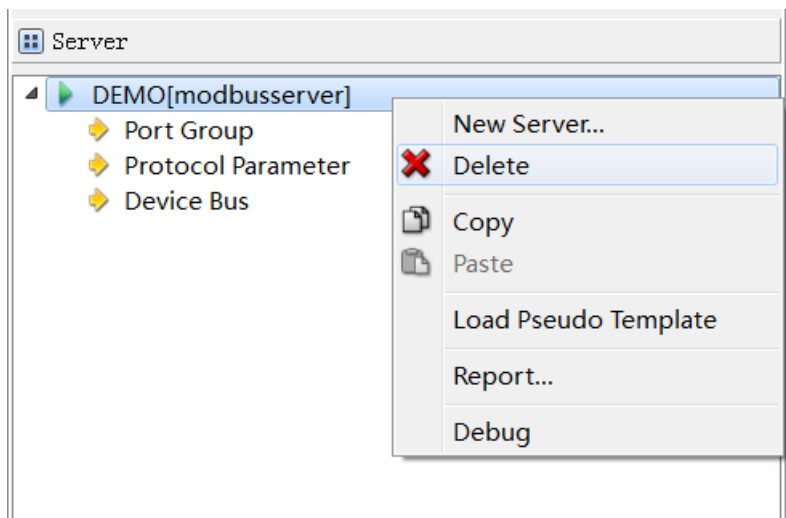 Server
DEMO[modbusserver]
Port Group
Protocol Parameter
Device Bus
New Server...
Delete
Copy
Paste
Load Pseudo Template
Report...
Debug